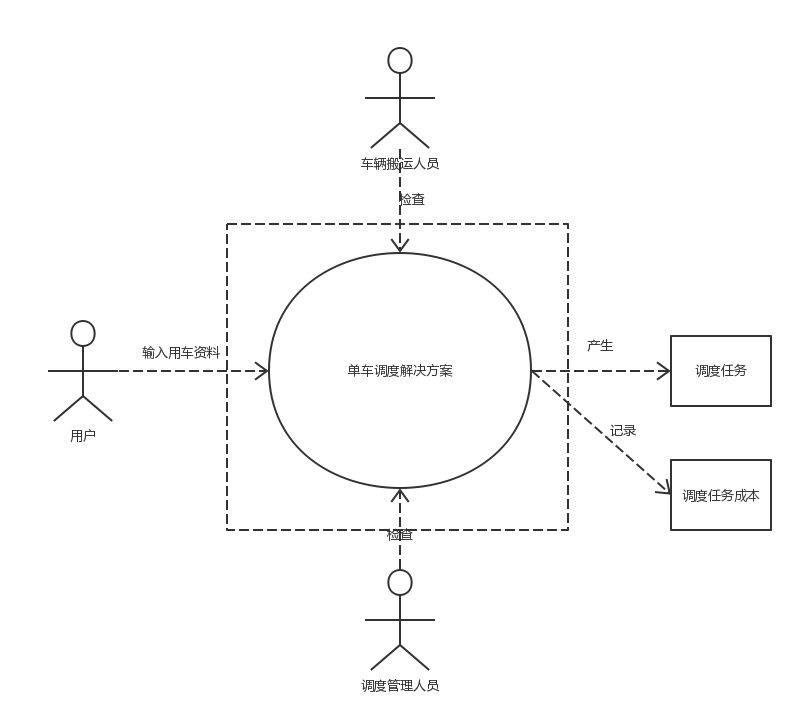 车辆搬运人员
检查
输入用车资料
产生
单车调度解决方案
调度任务
用户
记录
调度任务成本
检查
调度管理人员